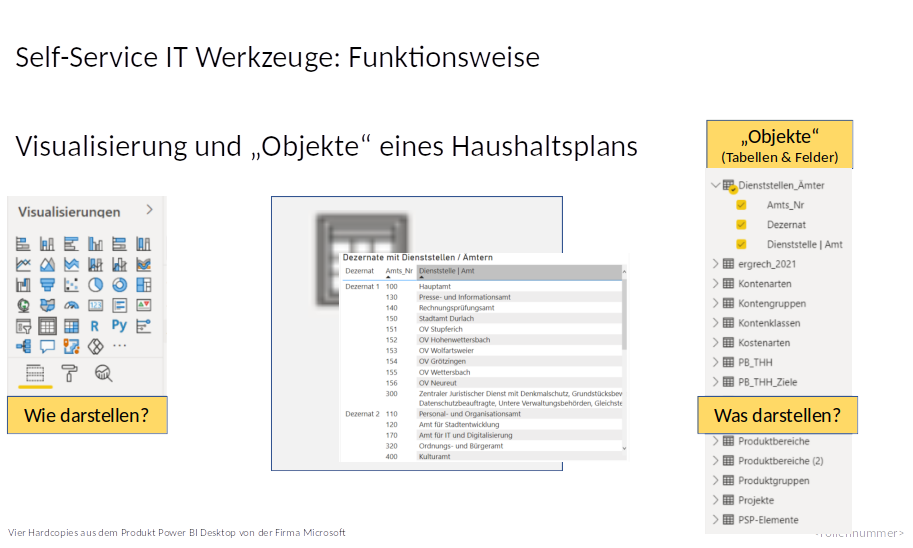 Self-Service IT Werkzeuge: Funktionsweise
Visualisierung und „Objekte“ eines Haushaltsplans
Visualisierungen
R Py
Wie darstellen?
Dezernate mit Dienststellen / Ämtern
Dezernat Amts_Nr Dienststelle | Amt
Dezernat 1 100 Hauptamt
130 Presse- und Informationsamt
140 Rechnungsprüfungsamt
150 Stadtamt Durlach
151 OV Stupferich
152 OV Hohenwettersbach
153 OV Wolfartsweier
154 OV Grötzingen
155 OV Wettersbach
156 OV Neureut
300 Zentraler Juristischer Dienst mit Denkmalschutz, Grundstücksbev
Datenschutzbeauftragte, Untere Verwaltungsbehörden, Gleichste
Dezernat 2 110 Personal- und Organisationsamt
120 Amt für Stadtentwicklung
170 Amt für IT und Digitalisierung
320 Ordnungs- und Bürgeramt
400 Kulturamt
„Objekte“
(Tabellen & Felder)
Dienststellen_Ämter
Amts_Nr
Dezernat
Dienststelle | Amt
ergrech_2021
Kontenarten
Kontengruppen
Kontenklassen
Kostenarten
PB_THH
PB_THH_Ziele
Was darstellen?
Produktbereiche
Produktbereiche (2)
Produktgruppen
Projekte
PSP-Elemente
Vier Hardcopies aus dem Produkt Power BI Desktop von der Firma Microsoft